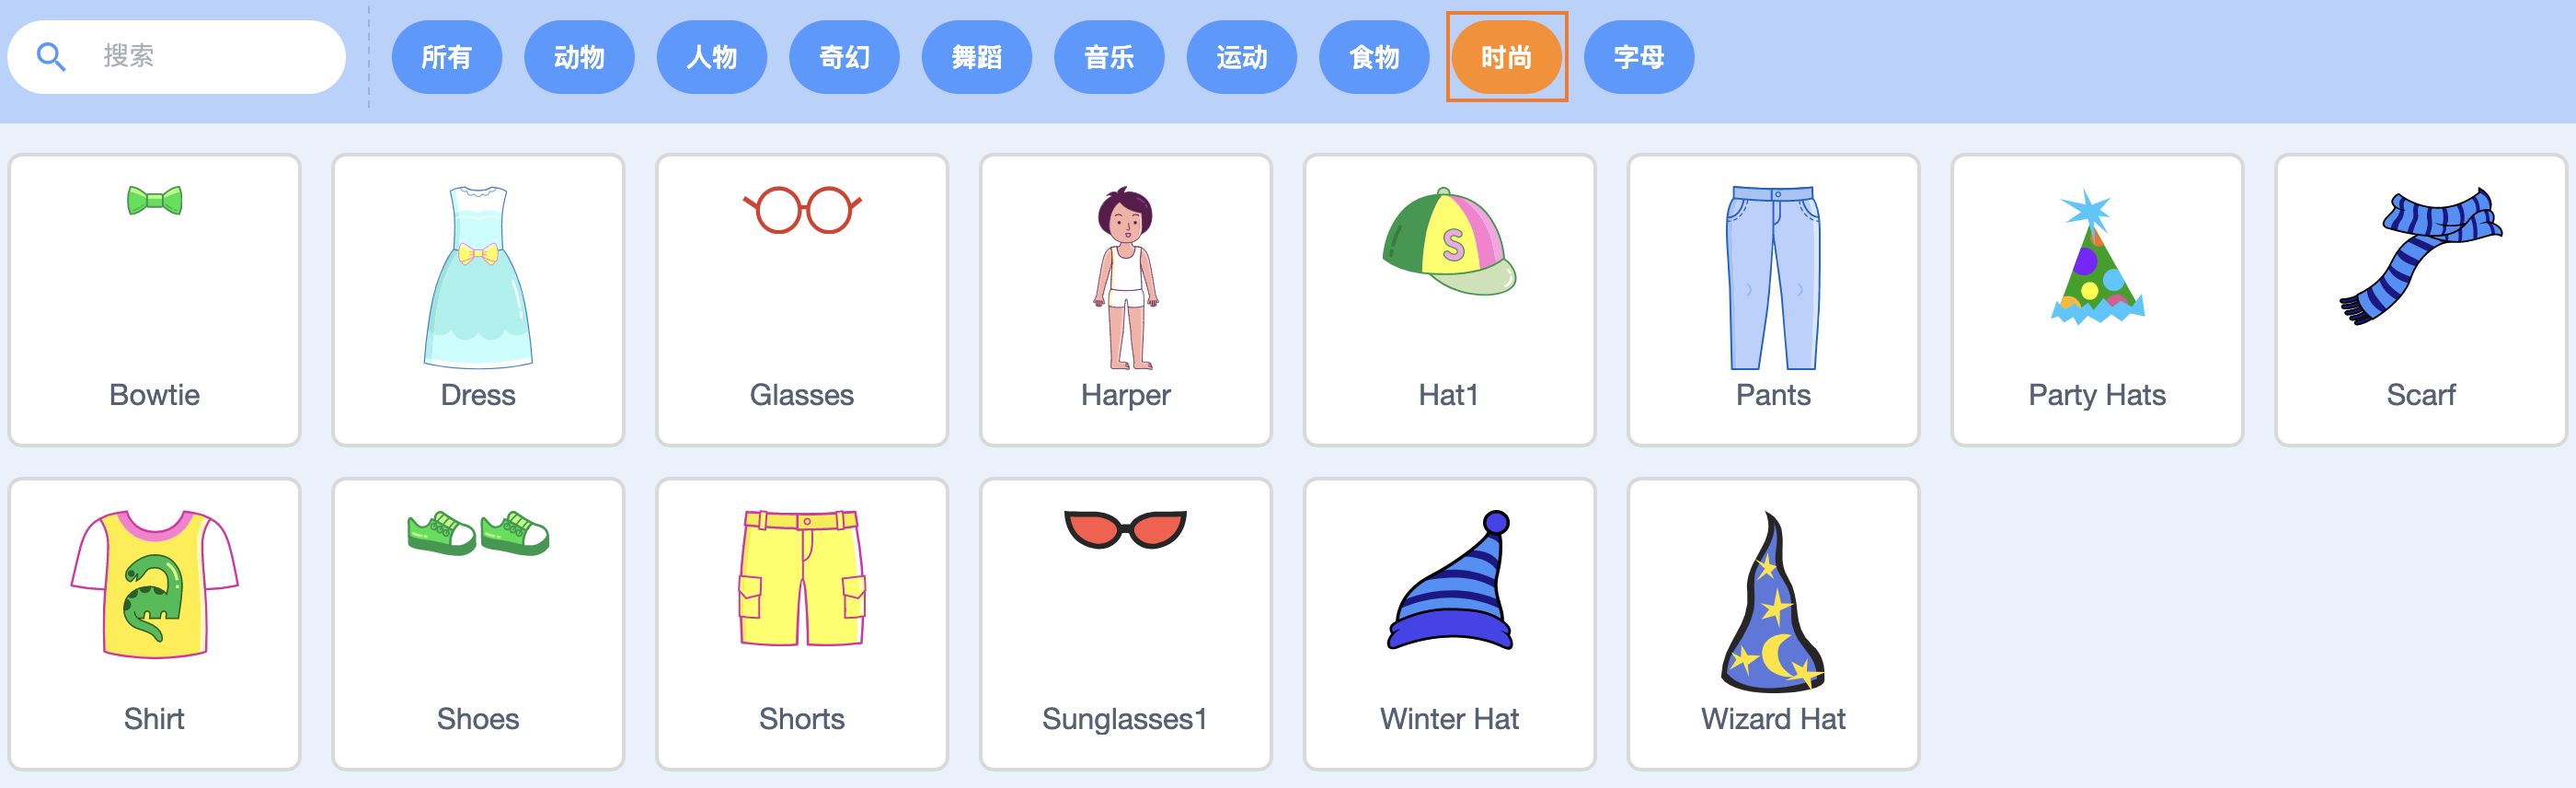 搜索
所有 动物 人物 奇幻 舞蹈 音乐 运动 食物 时尚 字母
S
Bowtie Dress Glasses Harper Hat1 Pants Party Hats Scarf
Shirt Shoes Shorts Sunglasses1 Winter Hat Wizard Hat